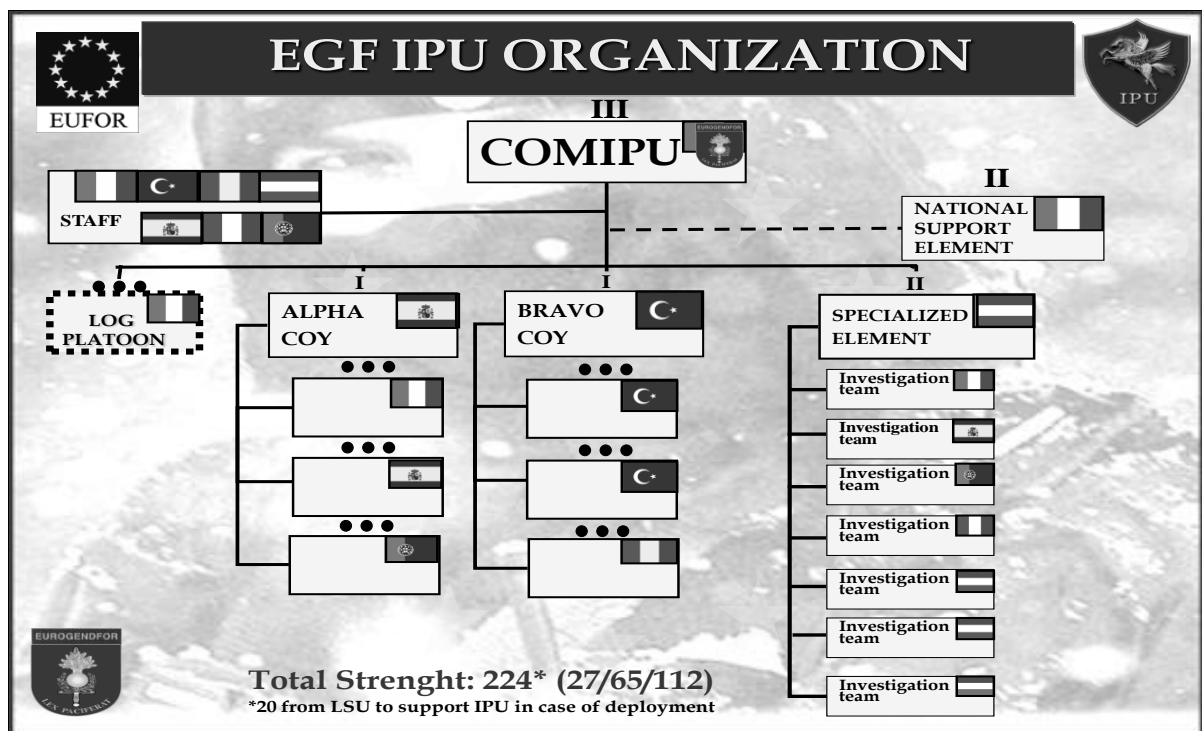 EGF IPU ORGANIZATION
EUFOR
IPU
III
COMIPU
EUROGENDFOR
LEX PACIFERAT
STAFF
II
NATIONAL
SUPPORT
ELEMENT
LOG
PLATOON
I
ALPHA
COY
I
BRAVO
COY
II
SPECIALIZED
ELEMENT
Investigation
team
Investigation
team
Investigation
team
Investigation
team
Investigation
team
Investigation
team
Investigation
team
EUROGENDFOR
LEX PACIFERAT
Total Strenght: 224* (27/65/112)
*20 from LSU to support IPU in case of deployment